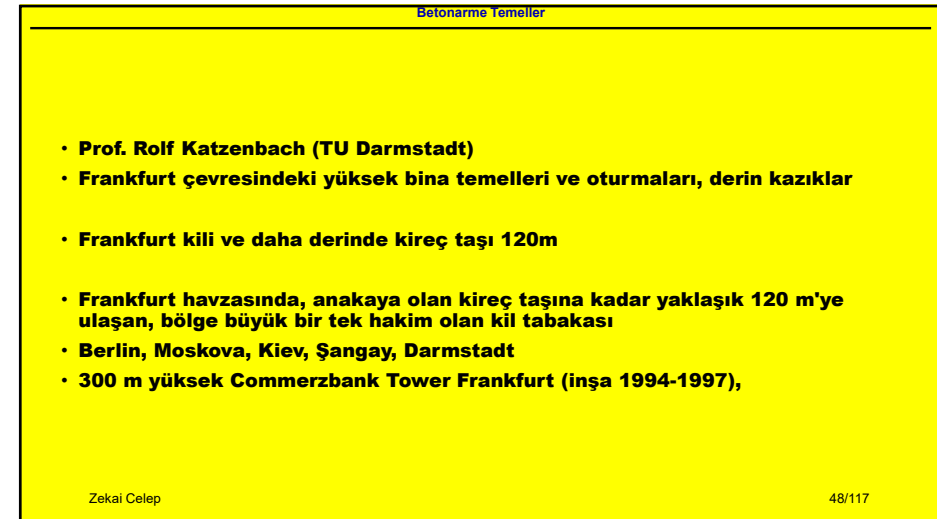 Betonarme Temeller
• Prof. Rolf Katzenbach (TU Darmstadt)
• Frankfurt çevresindeki yüksek bina temelleri ve oturmaları, derin kazıklar
• Frankfurt kili ve daha derinde kireç taşı 120m
• Frankfurt havzasında, anakaya olan kireç taşına kadar yaklaşık 120 m'ye
ulaşan, bölge büyük bir tek hakim olan kil tabakası
• Berlin, Moskova, Kiev, Şangay, Darmstadt
• 300 m yüksek Commerzbank Tower Frankfurt (inşa 1994-1997),
Zekai Celep 48/117